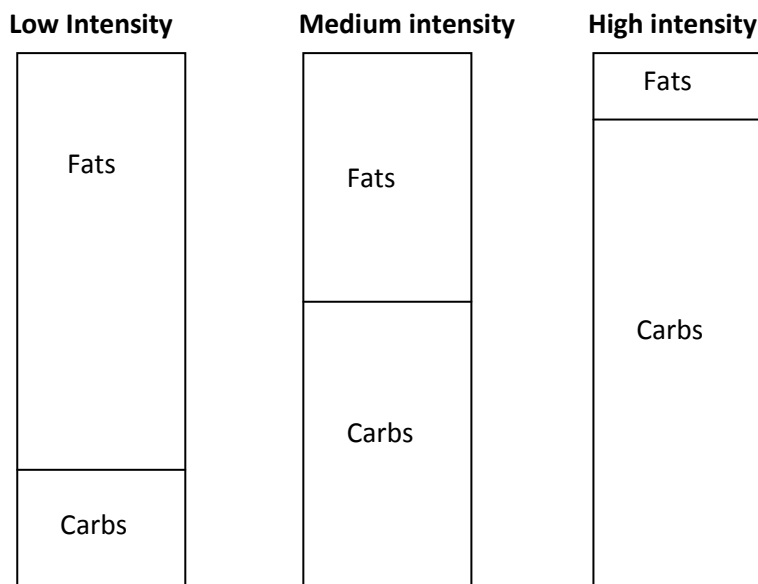 Low Intensity
Medium intensity
High intensity
Fats
Fats
Fats
Carbs
Carbs
Carbs